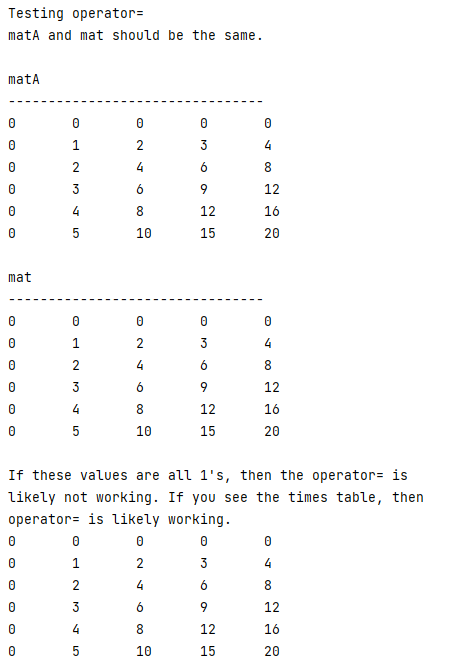 Testing operator=
matA and mat should be the same.
matA
--------------------------------
0 0 0 0 0
0 1 2 3 4
0 2 4 6 8
0 3 6 9 12
0 4 8 12 16
0 5 10 15 20
mat
--------------------------------
0 0 0 0 0
0 1 2 3 4
0 2 4 6 8
0 3 6 9 12
0 4 8 12 16
0 5 10 15 20
If these values are all 1's, then the operator= is
likely not working. If you see the times table, then
operator= is likely working.
0 0 0 0 0
0 1 2 3 4
0 2 4 6 8
0 3 6 9 12
0 4 8 12 16
0 5 10 15 20